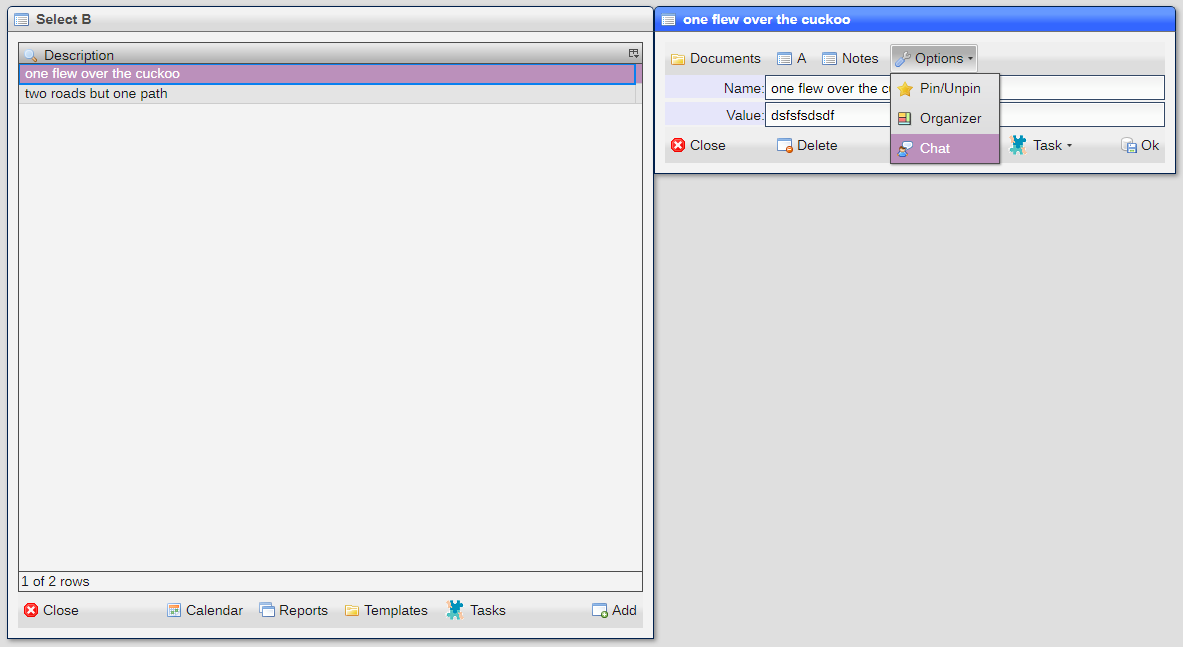 Select B
Description
one flew over the cuckoo
two roads but one path
1 of 2 rows
Close Calendar Reports Templates Tasks Add
one flew over the cuckoo
Documents A Notes Options
Name: one flew over the c
Value: dsfsfsdsdf
Pin/Unpin
Organizer
Chat
Close Delete Task Ok